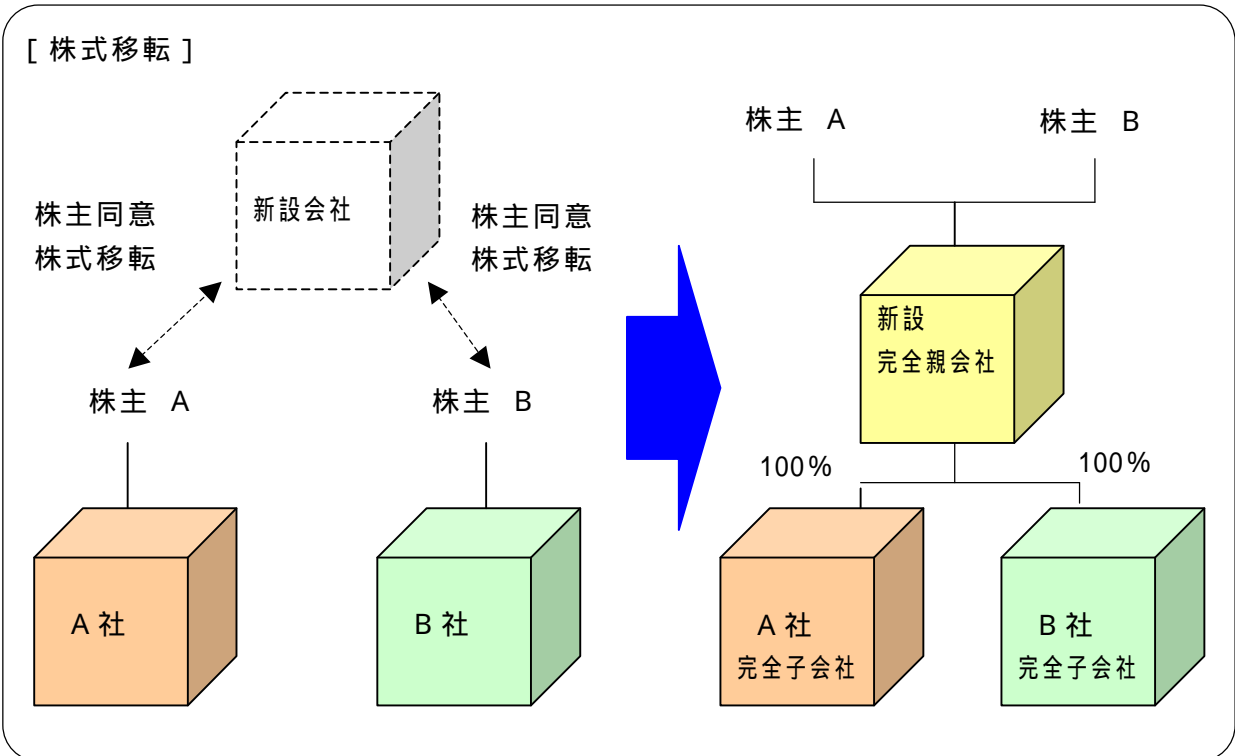 [ 株式移転 ]
新設会社
株主同意
株式移転
株主同意
株式移転
株主 A
株主 B
A 社
B 社
株主 A
株主 B
新設
完全親会社
100%
100%
A 社
完全子会社
B 社
完全子会社